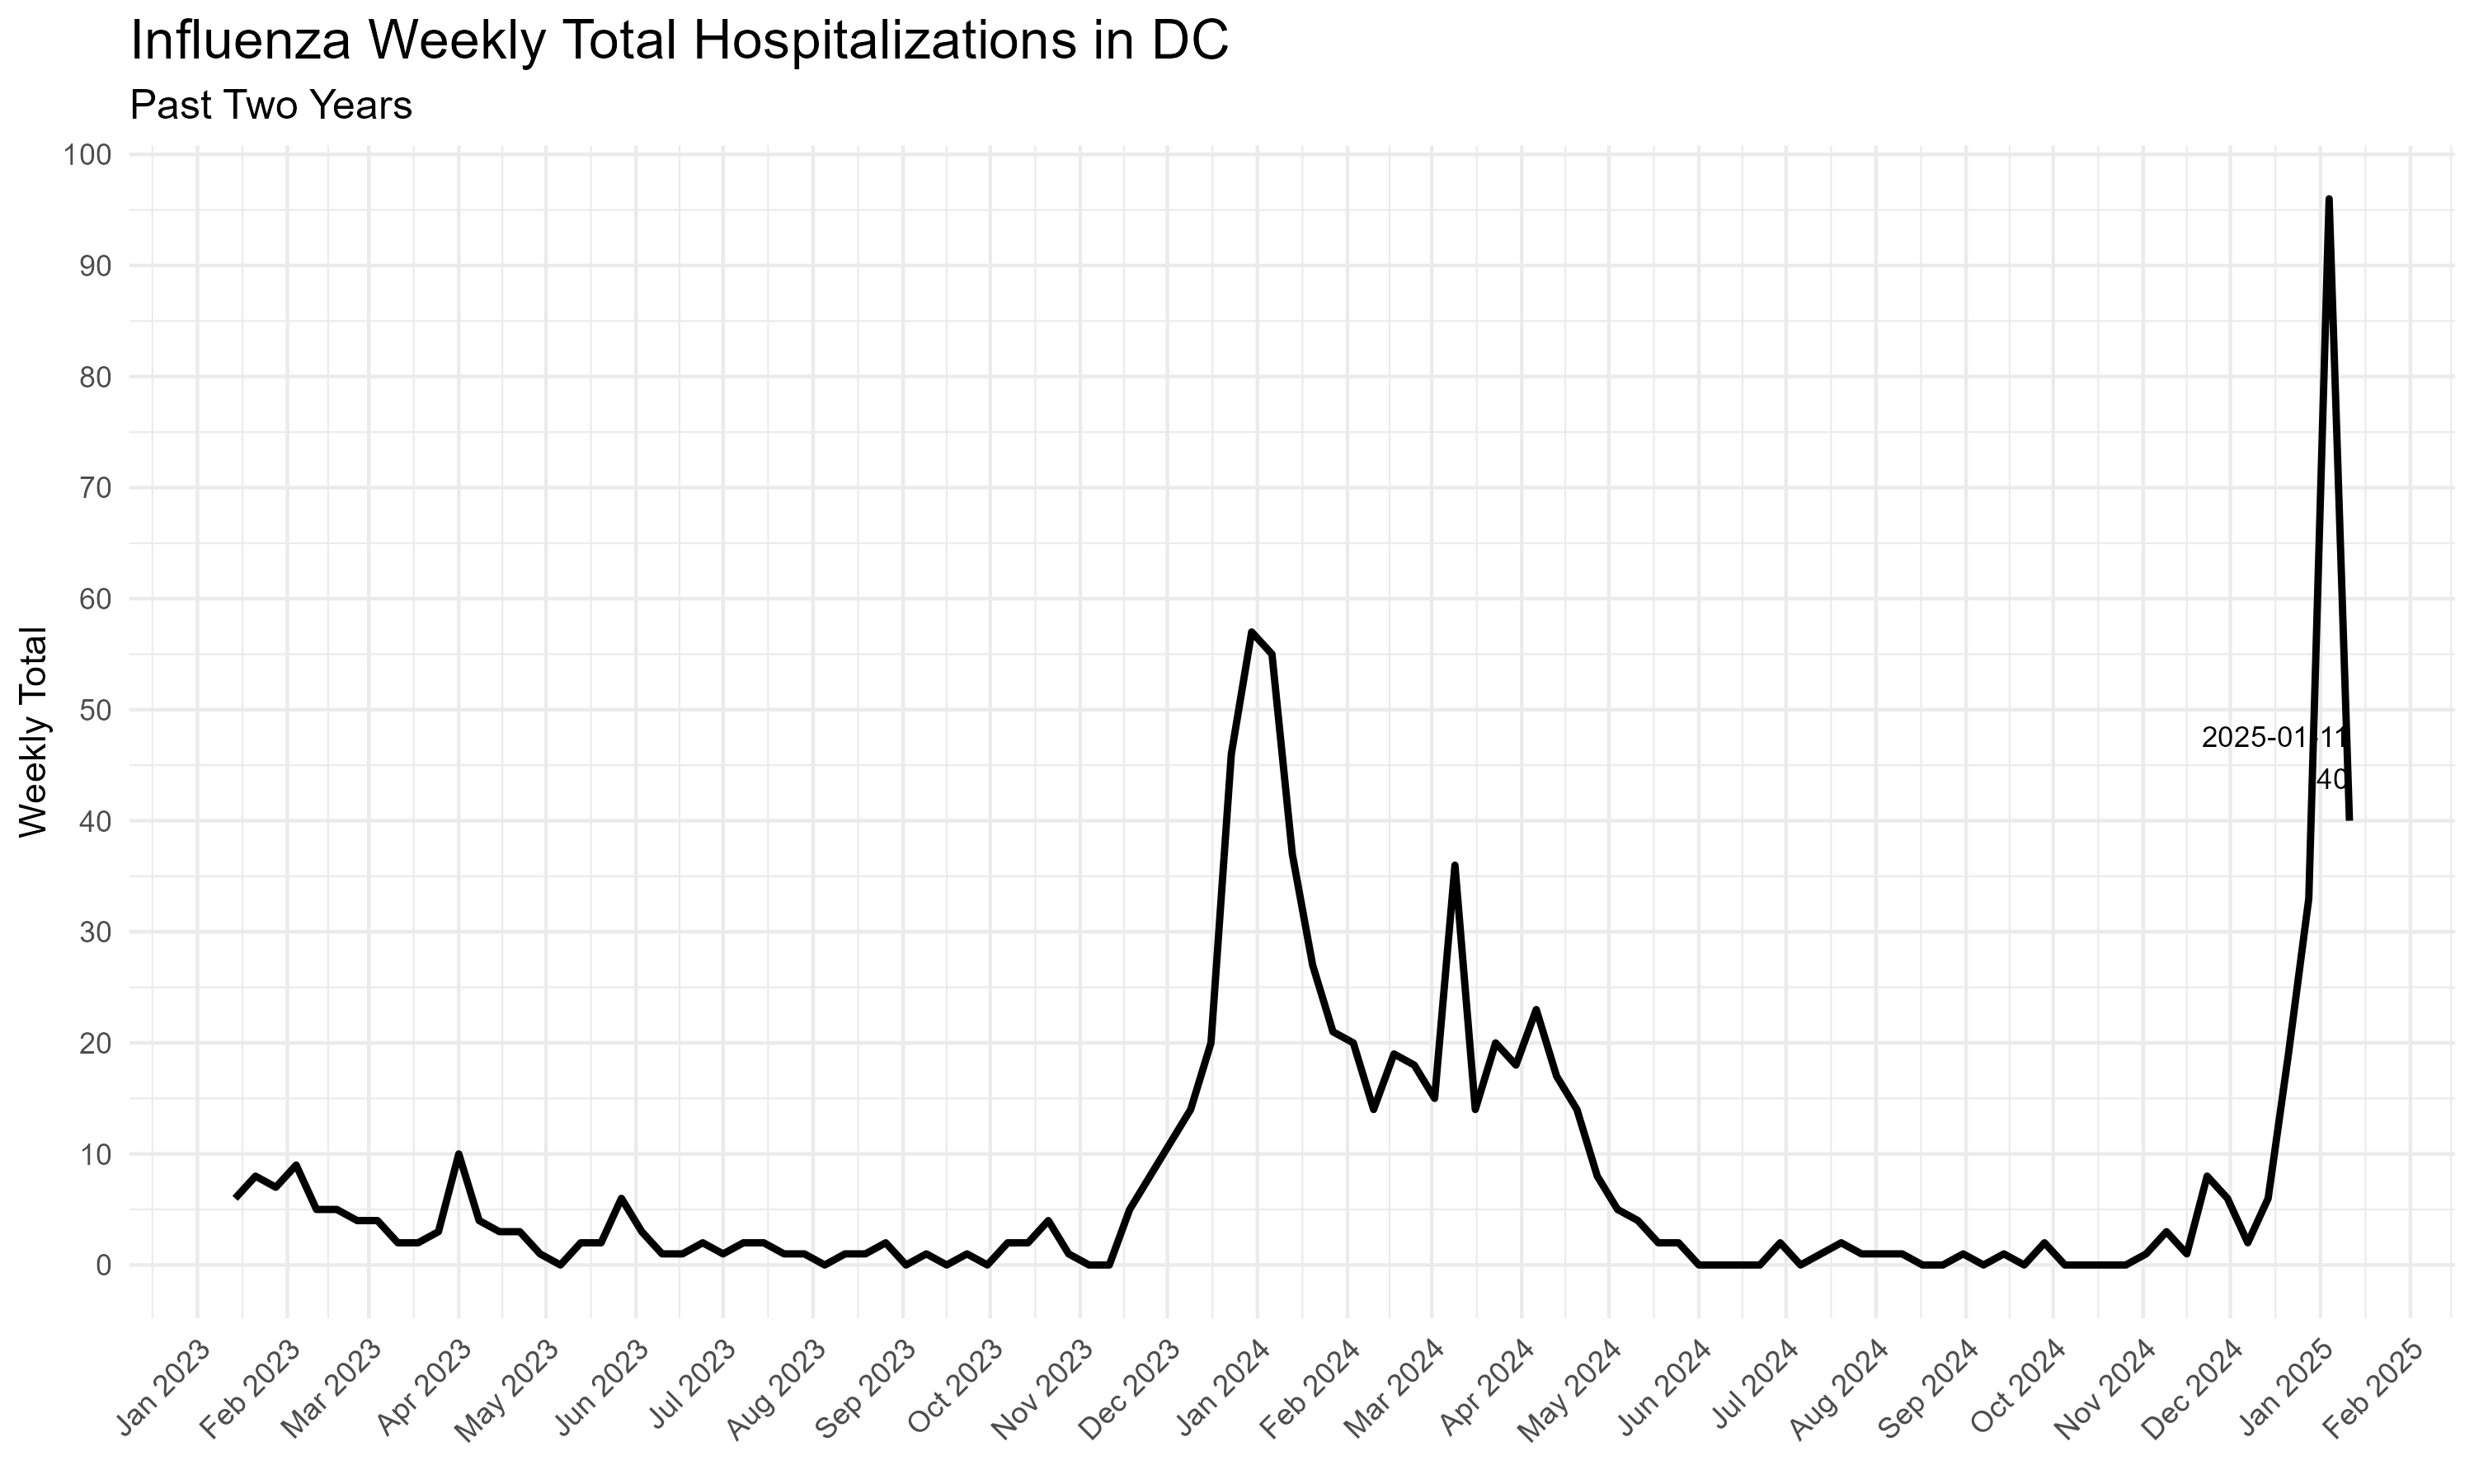 Influenza Weekly Total Hospitalizations in DC
Past Two Years
100
90
80
70
60
50
40
30
20
10
0
Weekly Total
2025-01-11
40
Jan 2023
Feb 2023
Mar 2023
Apr 2023
May 2023
Jun 2023
Jul 2023
Aug 2023
Sep 2023
Oct 2023
Nov 2023
Dec 2023
Jan 2024
Feb 2024
Mar 2024
Apr 2024
May 2024
Jun 2024
Jul 2024
Aug 2024
Sep 2024
Oct 2024
Nov 2024
Dec 2024
Jan 2025
Feb 2025